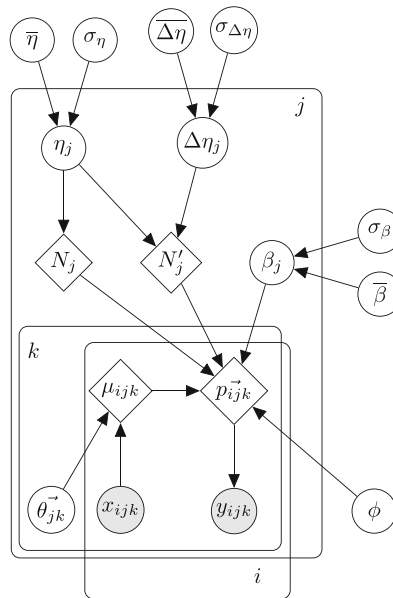 η̅ σ_η Δη̅ σ_Δη
j
η_j Δη_j
σ_β
N_j N′_j β_j
β̅
k
μ_ijk p⃗_ijk
θ⃗_jk x_ijk y_ijk φ
i